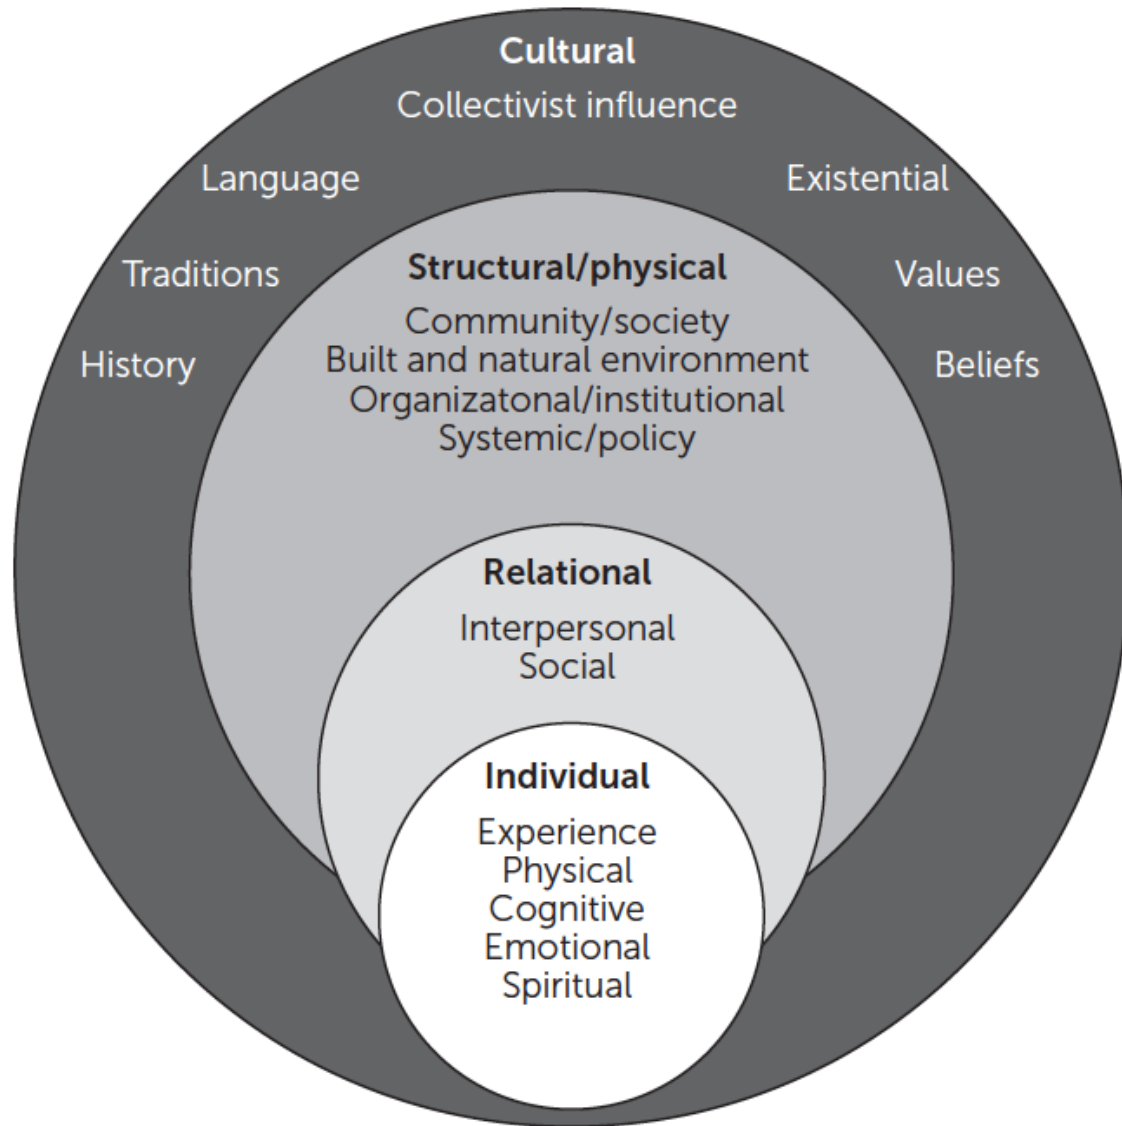 Cultural
Collectivist influence
Language
Existential
Traditions
Values
History
Beliefs
Structural/physical
Community/society
Built and natural environment
Organizatonal/institutional
Systemic/policy
Relational
Interpersonal
Social
Individual
Experience
Physical
Cognitive
Emotional
Spiritual